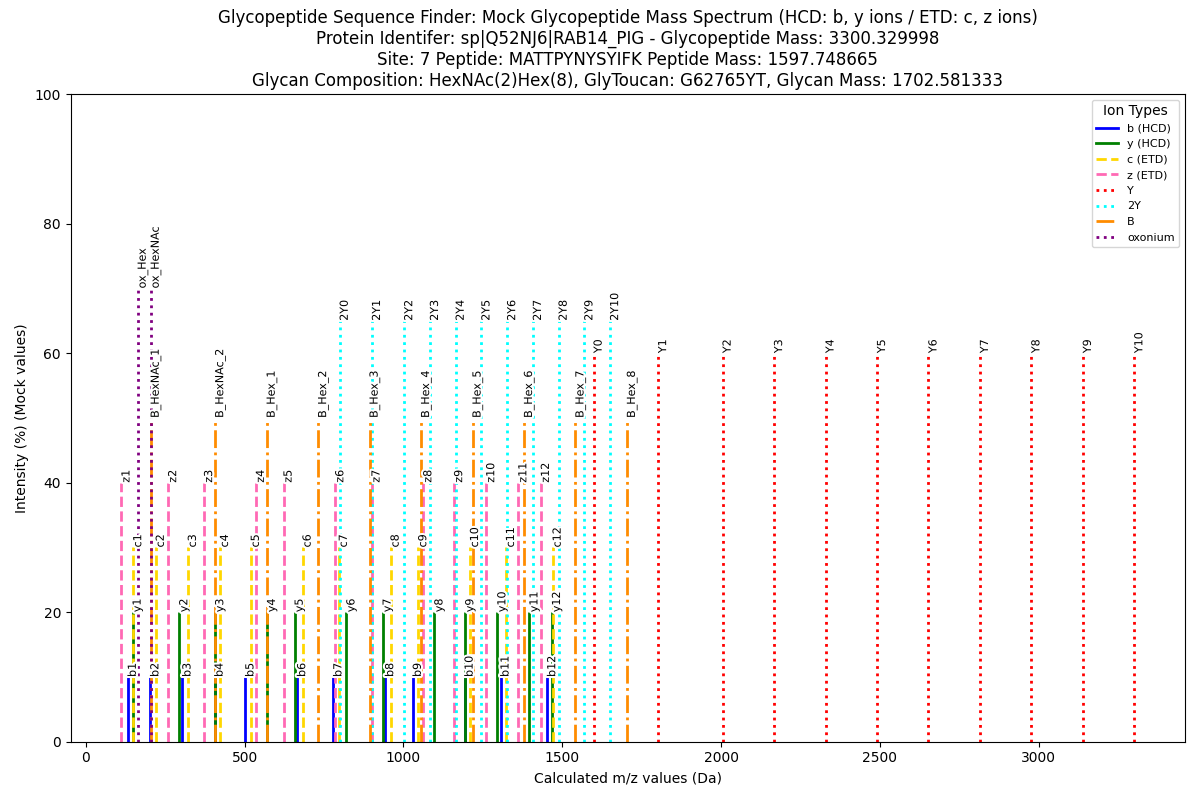 Glycopeptide Sequence Finder: Mock Glycopeptide Mass Spectrum (HCD: b, y ions / ETD: c, z ions)
Protein Identifer: sp|Q52NJ6|RAB14_PIG - Glycopeptide Mass: 3300.329998
Site: 7 Peptide: MATTPYNYSYIFK Peptide Mass: 1597.748665
Glycan Composition: HexNAc(2)Hex(8), GlyToucan: G62765YT, Glycan Mass: 1702.581333
Intensity (%) (Mock values)
100
80
60
40
20
0
Ion Types
b (HCD)
y (HCD)
c (ETD)
z (ETD)
Y
2Y
B
oxonium
ox_Hex
ox_HexNAc
2Y0
2Y1
2Y2
2Y3
2Y4
2Y5
2Y6
2Y7
2Y8
2Y9
2Y10
Y0
Y1
Y2
Y3
Y4
Y5
Y6
Y7
Y8
Y9
Y10
B_HexNAc_1
B_HexNAc_2
B_Hex_1
B_Hex_2
B_Hex_3
B_Hex_4
B_Hex_5
B_Hex_6
B_Hex_7
B_Hex_8
z1
z2
z3
z4
z5
z6
z7
z8
z9
z10
z11
z12
c1
c2
c3
c4
c5
c6
c7
c8
c9
c10
c11
c12
y1
y2
y3
y4
y5
y6
y7
y8
y9
y10
y11
y12
b1
b2
b3
b4
b5
b6
b7
b8
b9
b10
b11
b12
0
500
1000
1500
2000
2500
3000
Calculated m/z values (Da)